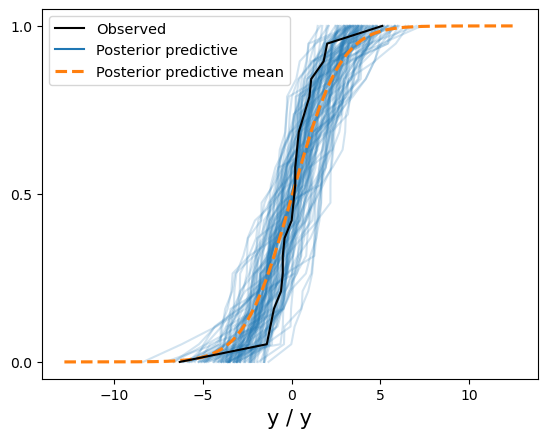 Observed
Posterior predictive
Posterior predictive mean
1.0
0.5
0.0
−10 −5 0 5 10
y / y